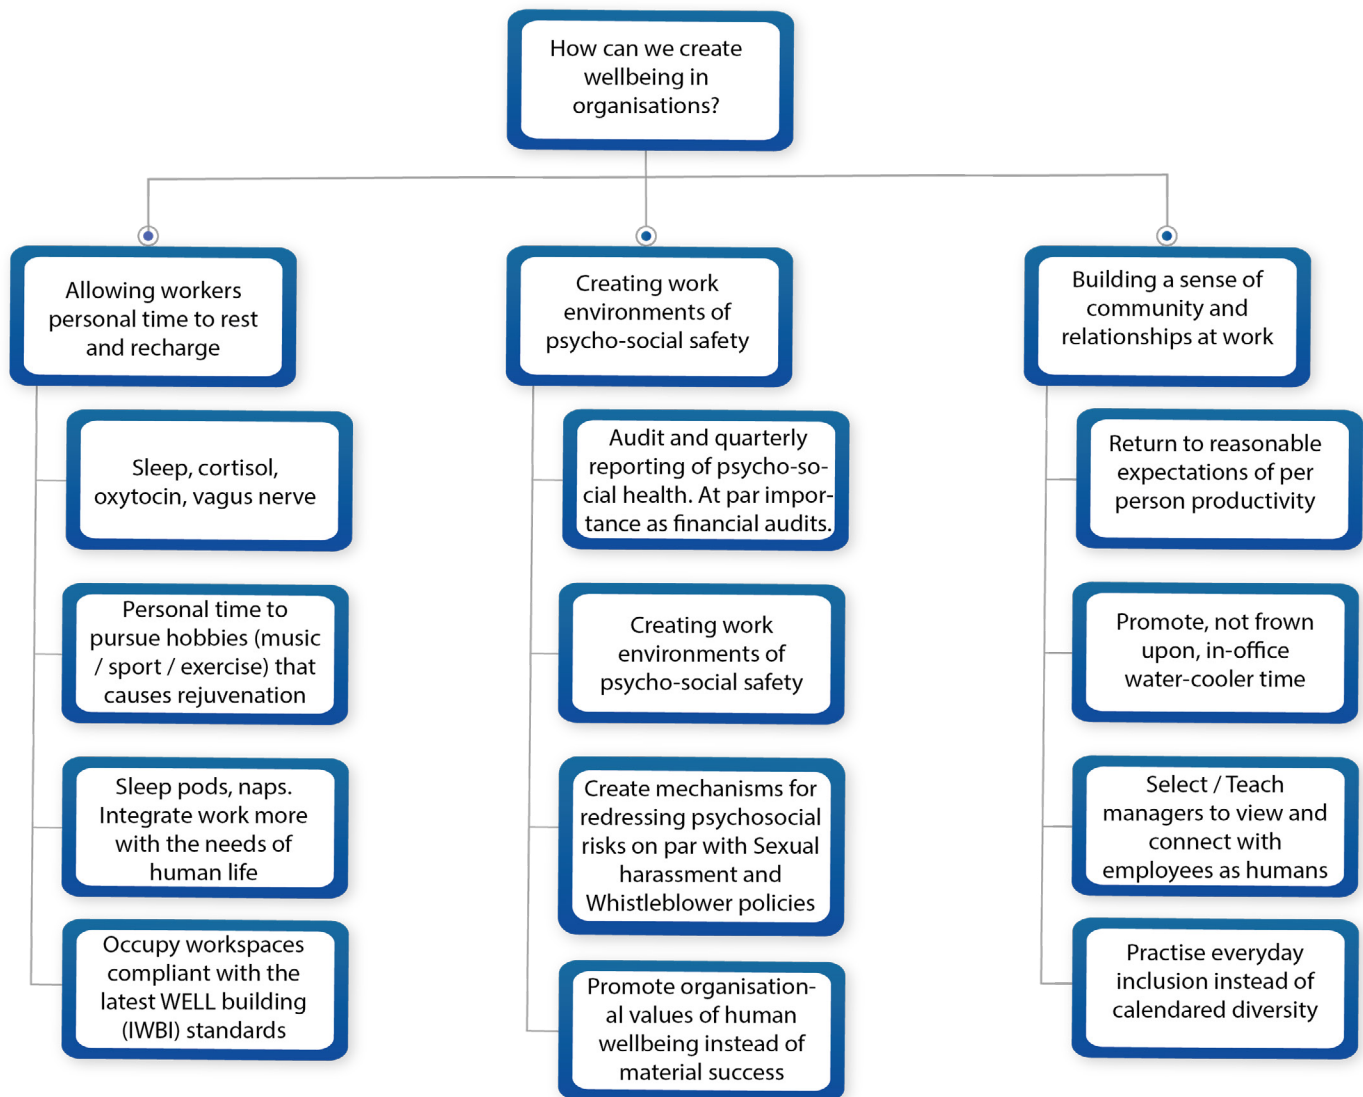 How can we create
wellbeing in
organisations?
Allowing workers
personal time to rest
and recharge
Sleep, cortisol,
oxytocin, vagus nerve
Personal time to
pursue hobbies (music
/ sport / exercise) that
causes rejuvenation
Sleep pods, naps.
Integrate work more
with the needs of
human life
Occupy workspaces
compliant with the
latest WELL building
(IWBI) standards
Creating work
environments of
psycho-social safety
Audit and quarterly
reporting of psycho-so-
cial health. At par impor-
tance as financial audits.
Creating work
environments of
psycho-social safety
Create mechanisms for
redressing psychosocial
risks on par with Sexual
harassment and
Whistleblower policies
Promote organisation-
al values of human
wellbeing instead of
material success
Building a sense of
community and
relationships at work
Return to reasonable
expectations of per
person productivity
Promote, not frown
upon, in-office
water-cooler time
Select / Teach
managers to view and
connect with
employees as humans
Practise everyday
inclusion instead of
calendared diversity